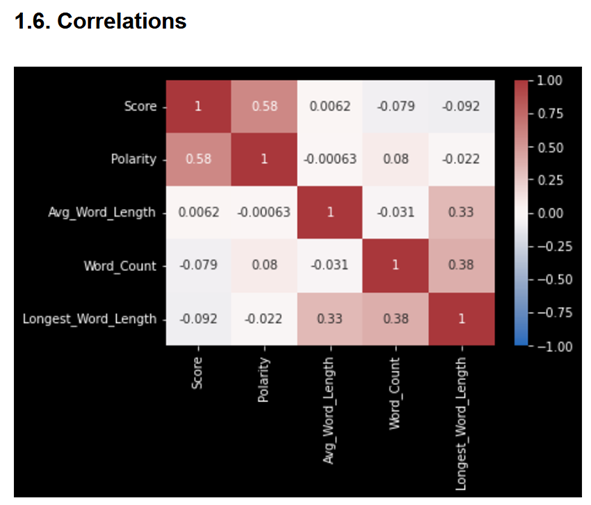 1.6. Correlations
1.00
Score 1 0.58 0.0062 -0.079 -0.092
0.75
0.50
Polarity 0.58 1 -0.00063 0.08 -0.022
0.25
Avg_Word_Length 0.0062 -0.00063 1 -0.031 0.33
0.00
−0.25
Word_Count -0.079 0.08 -0.031 1 0.38
−0.50
Longest_Word_Length -0.092 -0.022 0.33 0.38 1
−0.75
−1.00
Score
Polarity
Avg_Word_Length
Word_Count
Longest_Word_Length